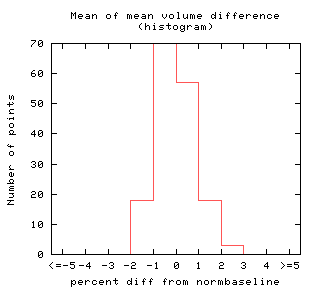 Mean of mean volume difference
(histogram)
70
60
50
40
30
20
10
0
Number of points
<=-5 -4 -3 -2 -1 0 1 2 3 4 >=5
percent diff from normbaseline